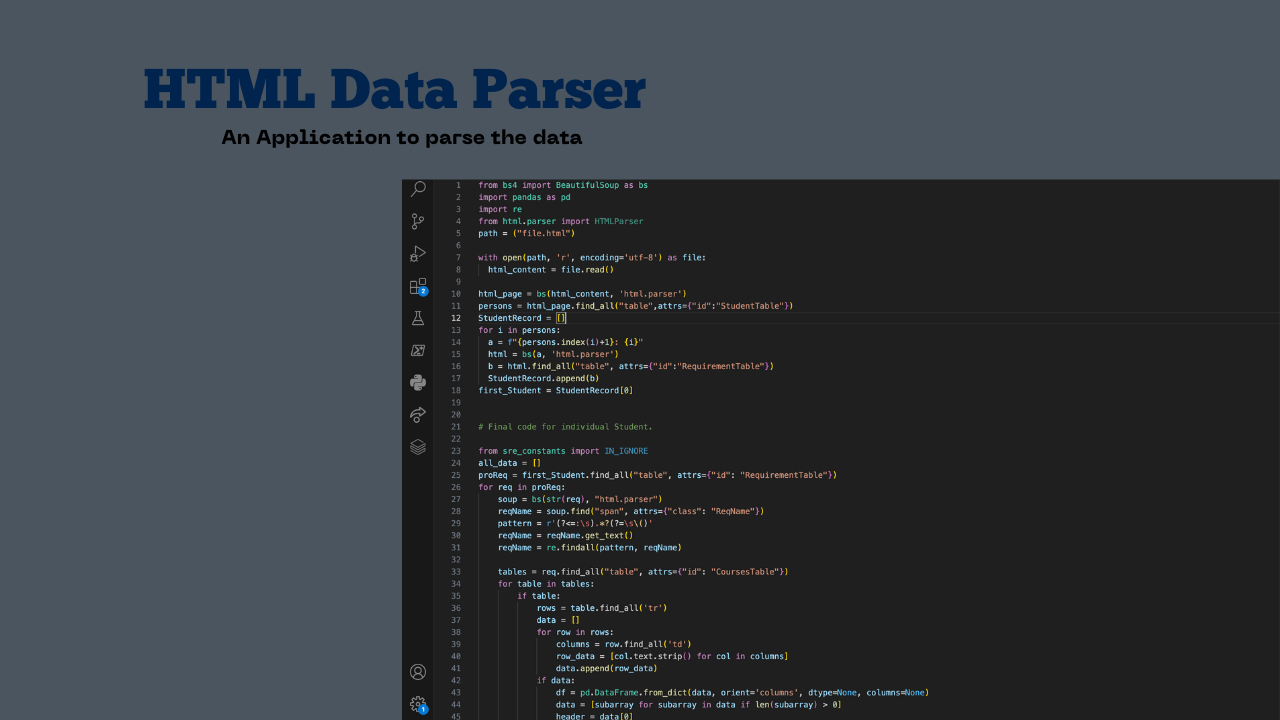 HTML Data Parser
An Application to parse the data
1 from bs4 import BeautifulSoup as bs
2 import pandas as pd
3 import re
4 from html.parser import HTMLParser
5 path = ("file.html")
6
7 with open(path, 'r', encoding='utf-8') as file:
8 html_content = file.read()
9
10 html_page = bs(html_content, 'html.parser')
11 persons = html_page.find_all("table",attrs={"id":"StudentTable"})
12 StudentRecord = []
13 for i in persons:
14 a = f"{persons.index(i)+1}: {i}"
15 html = bs(a, 'html.parser')
16 b = html.find_all("table", attrs={"id":"RequirementTable"})
17 StudentRecord.append(b)
18 first_Student = StudentRecord[0]
19
20
21 # Final code for individual Student.
22
23 from sre_constants import IN_IGNORE
24 all_data = []
25 proReq = first_Student.find_all("table", attrs={"id": "RequirementTable"})
26 for req in proReq:
27 soup = bs(str(req), "html.parser")
28 reqName = soup.find("span", attrs={"class": "ReqName"})
29 pattern = r'(?<=:\s).*?(?=\s\()'
30 reqName = reqName.get_text()
31 reqName = re.findall(pattern, reqName)
32
33 tables = req.find_all("table", attrs={"id": "CoursesTable"})
34 for table in tables:
35 if table:
36 rows = table.find_all('tr')
37 data = []
38 for row in rows:
39 columns = row.find_all('td')
40 row_data = [col.text.strip() for col in columns]
41 data.append(row_data)
42 if data:
43 df = pd.DataFrame.from_dict(data, orient='columns', dtype=None, columns=None)
44 data = [subarray for subarray in data if len(subarray) > 0]
45 header = data[0]
2
1